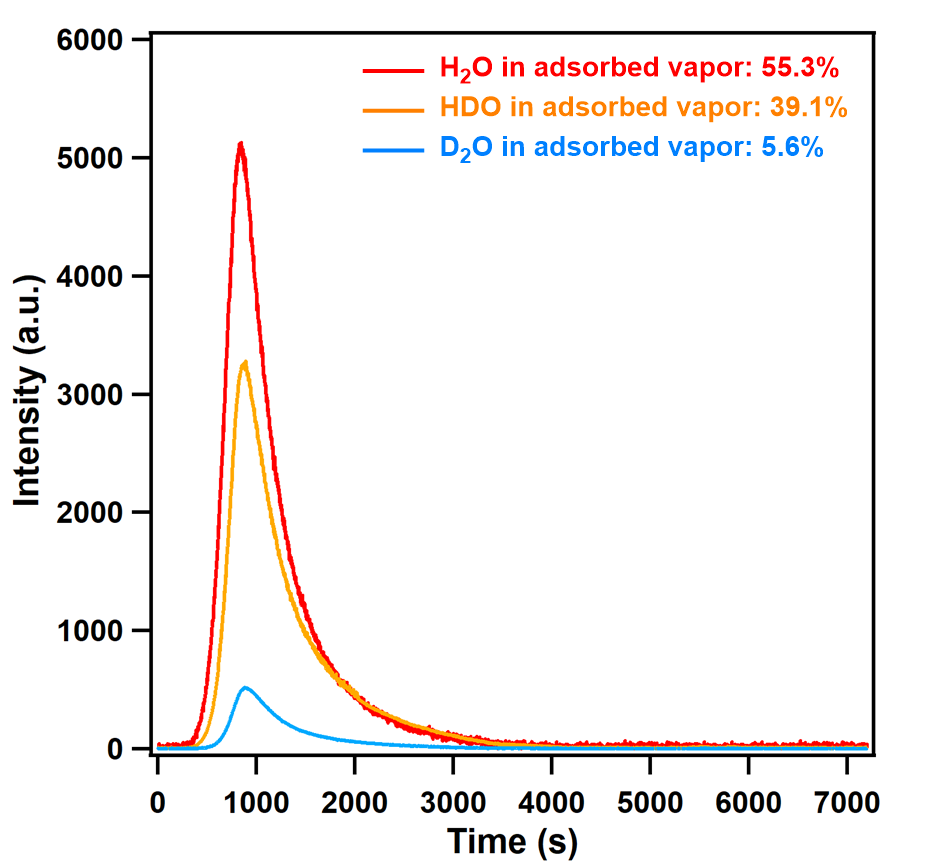 H₂O in adsorbed vapor: 55.3%
HDO in adsorbed vapor: 39.1%
D₂O in adsorbed vapor: 5.6%
Intensity (a.u.)
6000
5000
4000
3000
2000
1000
0
0 1000 2000 3000 4000 5000 6000 7000
Time (s)